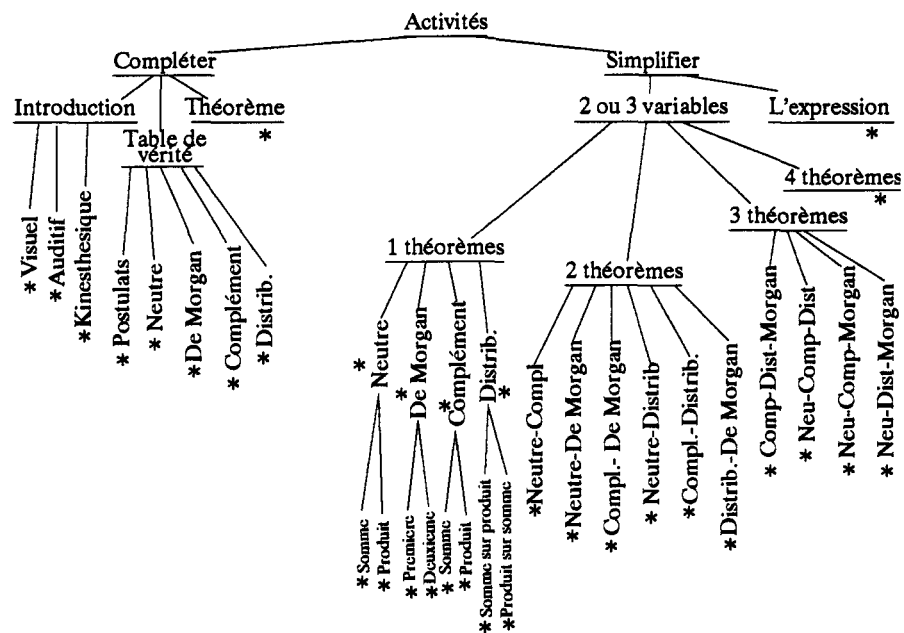 Activités
Compléter
Simplifier
Introduction
Théorème
*
2 ou 3 variables
L'expression
*
Table de
vérité
4 théorèmes
*
3 théorèmes
1 théorèmes
2 théorèmes
* Visuel
* Auditif
* Kinesthesique
* Postulats
* Neutre
* De Morgan
* Complément
* Distrib.
* Neutre
* De Morgan
* Complément
Distrib. *
* Neutre-Compl
* Neutre-De Morgan
* Compl.- De Morgan
* Neutre-Distrib
* Compl.-Distrib.
* Distrib.-De Morgan
* Comp-Dist-Morgan
* Neu-Comp-Dist
* Neu-Comp-Morgan
* Neu-Dist-Morgan
* Somme
* Produit
* Premiere
* Deuxieme
* Somme
* Produit
* Somme sur produit
* Produit sur somme